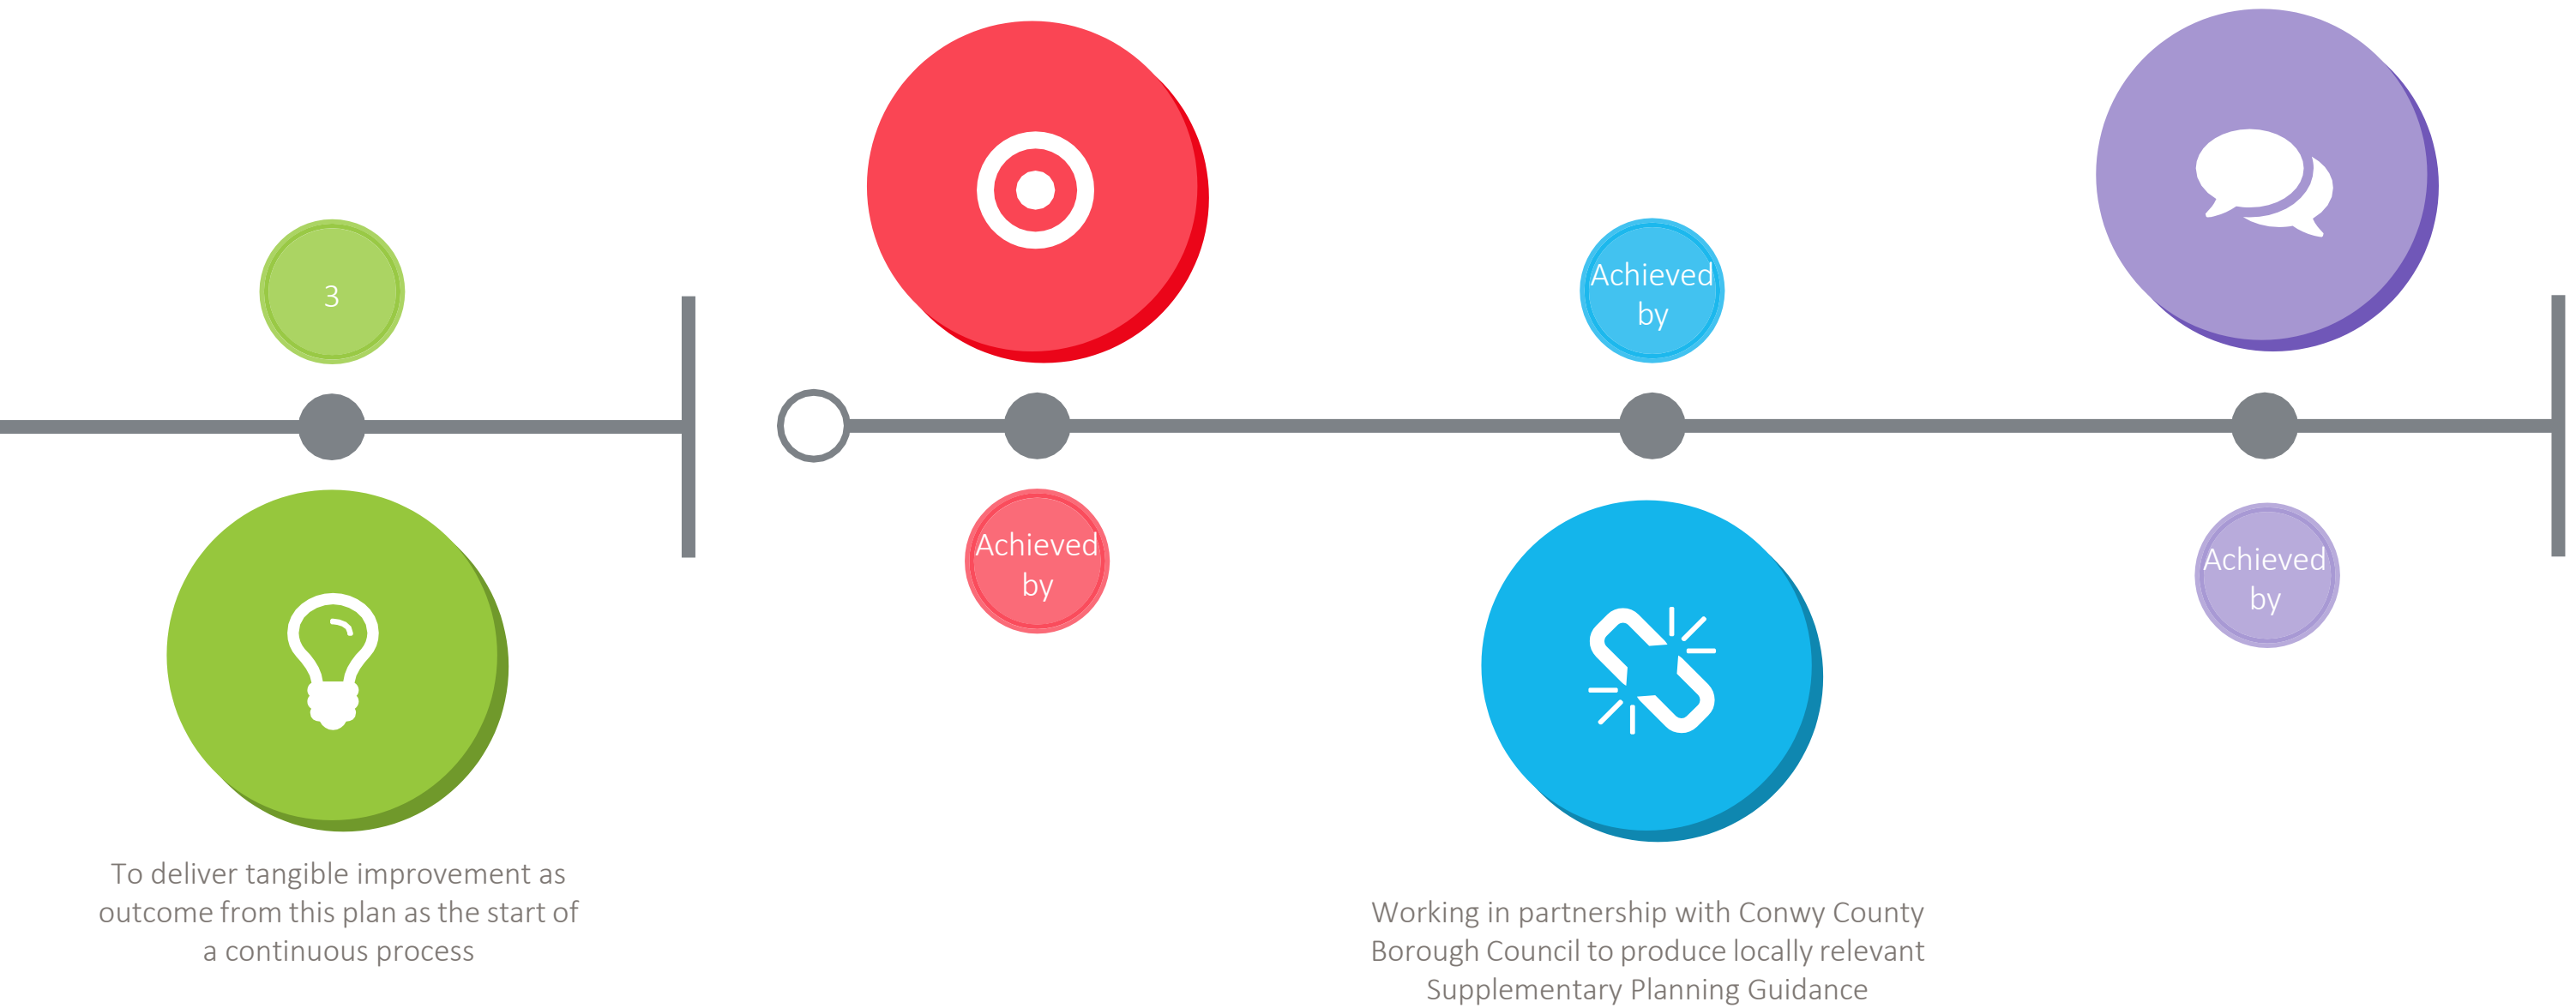 3
To deliver tangible improvement as
outcome from this plan as the start of
a continuous process
Achieved
by
Achieved
by
Working in partnership with Conwy County
Borough Council to produce locally relevant
Supplementary Planning Guidance
Achieved
by